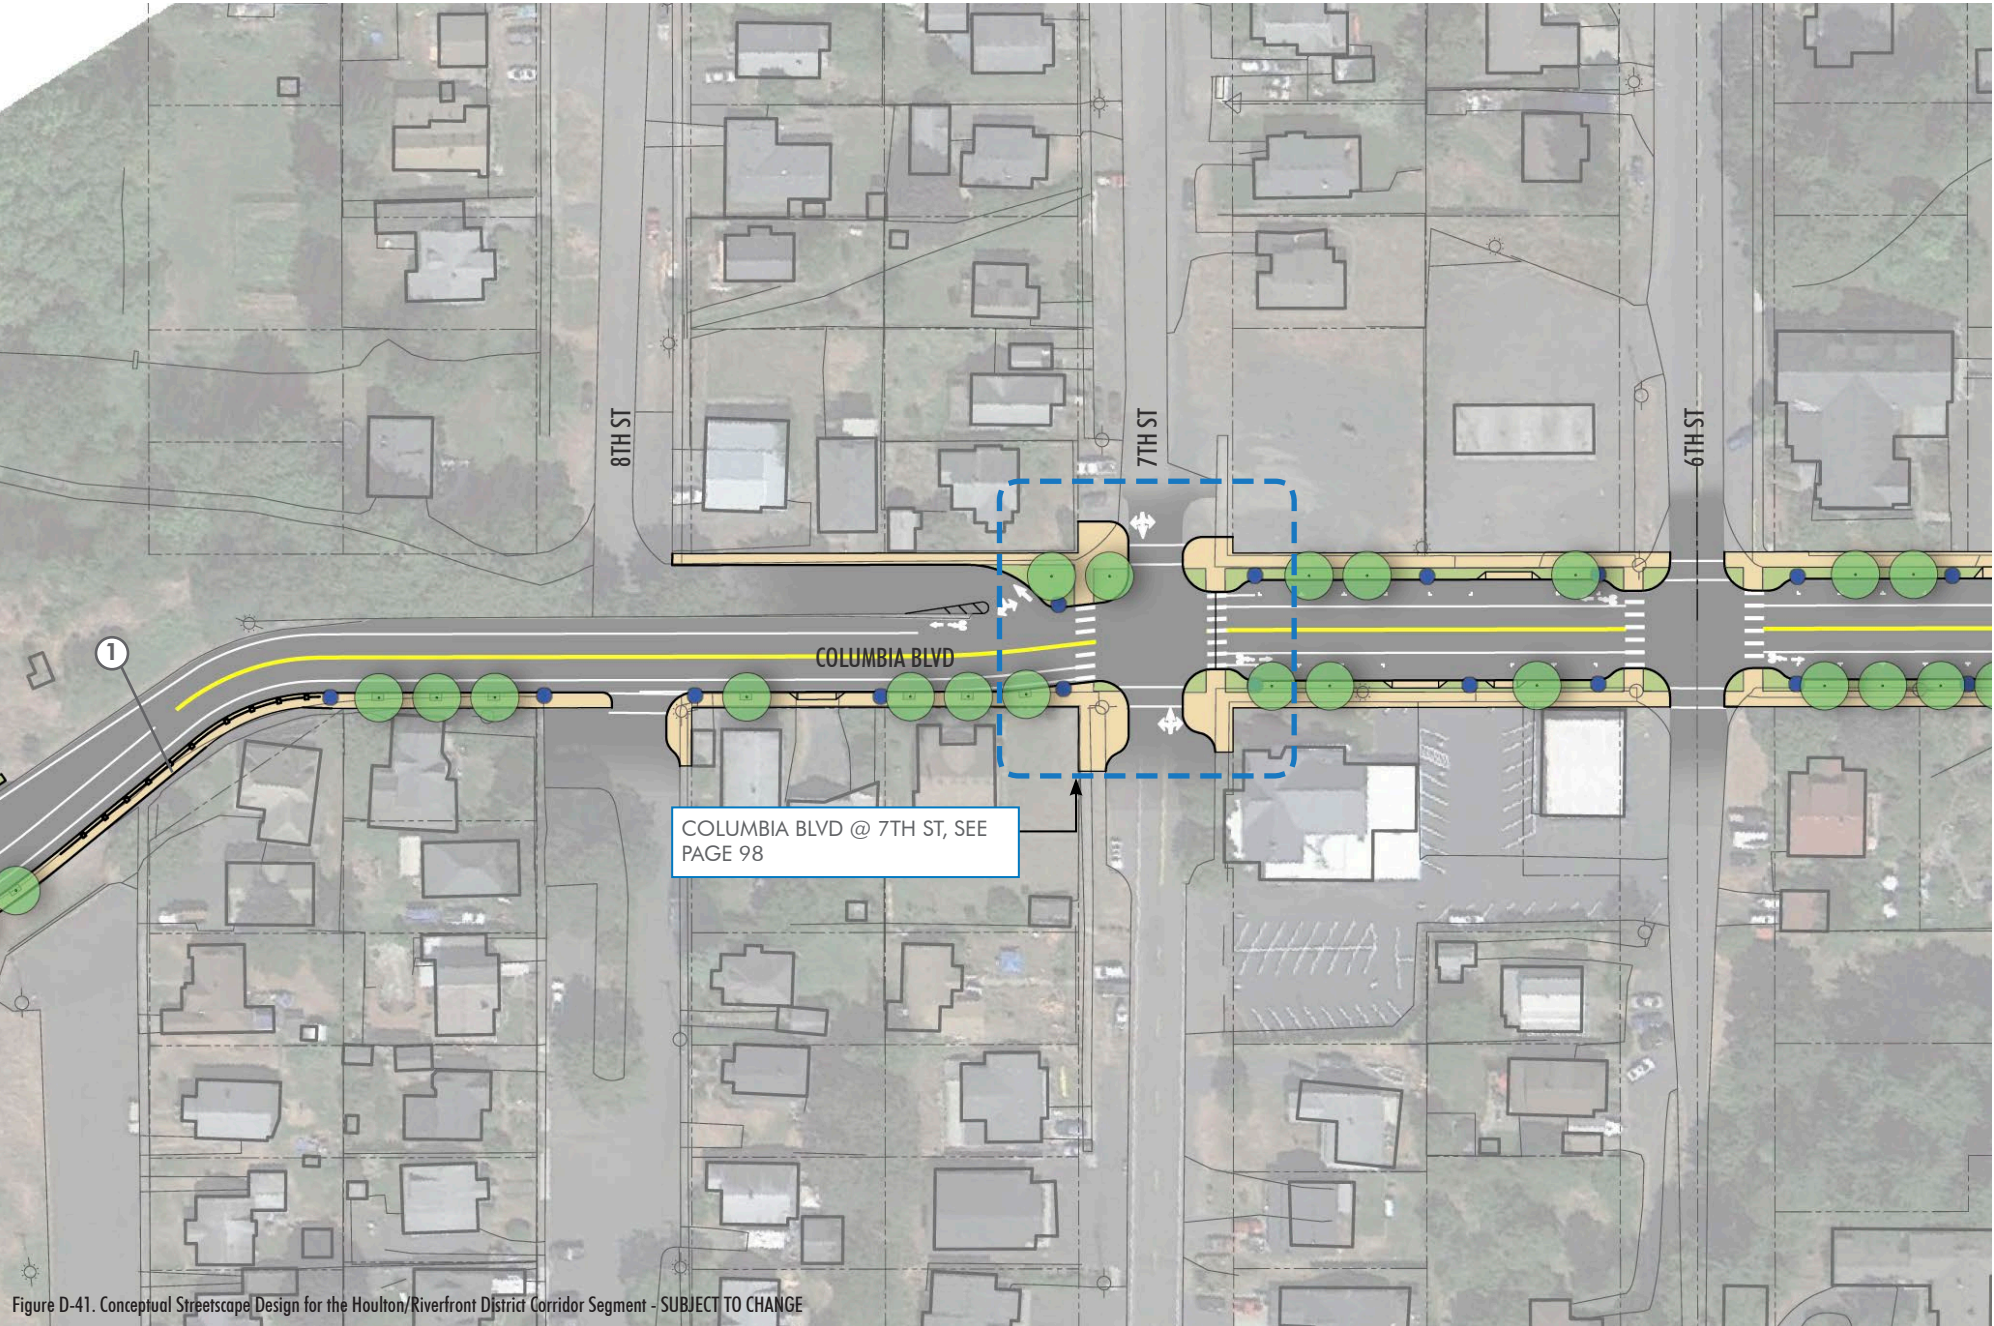 8TH ST
7TH ST
6TH ST
1
COLUMBIA BLVD
COLUMBIA BLVD @ 7TH ST, SEE
PAGE 98
Figure D-41. Conceptual Streetscape Design for the Houlton/Riverfront District Corridor Segment - SUBJECT TO CHANGE